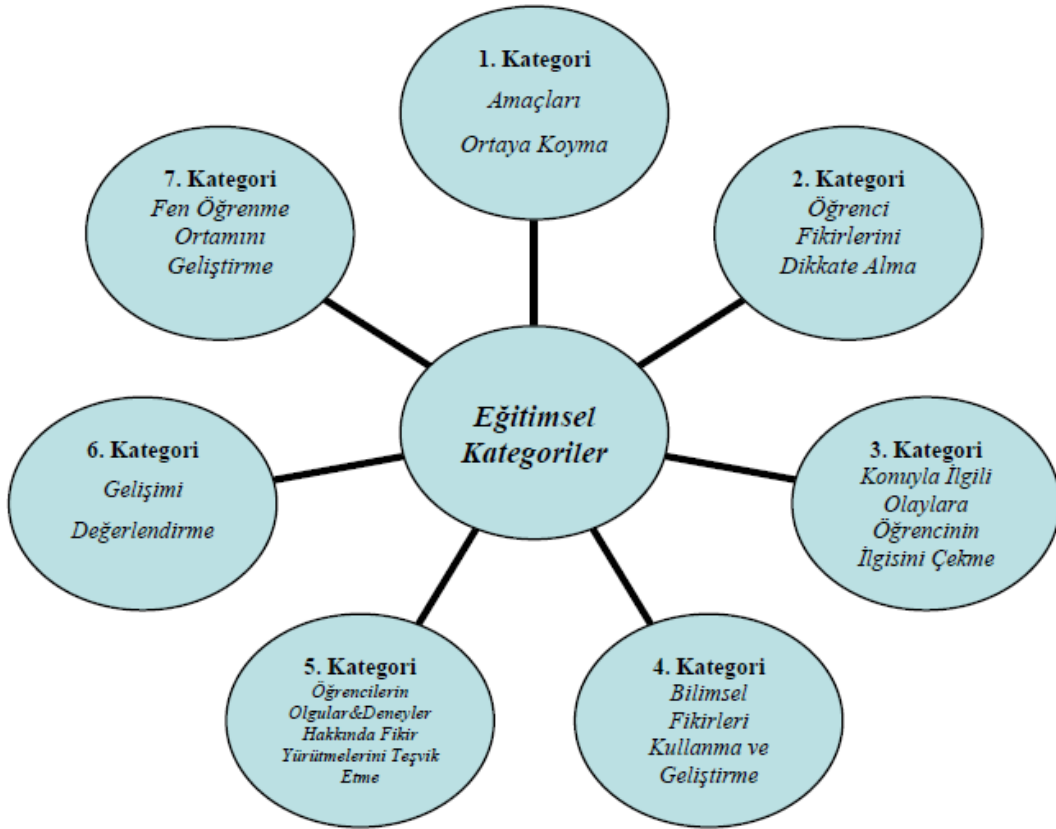 1. Kategori
Amaçları
Ortaya Koyma
2. Kategori
Öğrenci
Fikirlerini
Dikkate Alma
3. Kategori
Konuyla İlgili
Olaylara
Öğrencinin
İlgisini Çekme
4. Kategori
Bilimsel
Fikirleri
Kullanma ve
Geliştirme
5. Kategori
Öğrencilerin
Olgular&Deneyler
Hakkında Fikir
Yürütmelerini Teşvik
Etme
6. Kategori
Gelişimi
Değerlendirme
7. Kategori
Fen Öğrenme
Ortamını
Geliştirme
Eğitimsel
Kategoriler